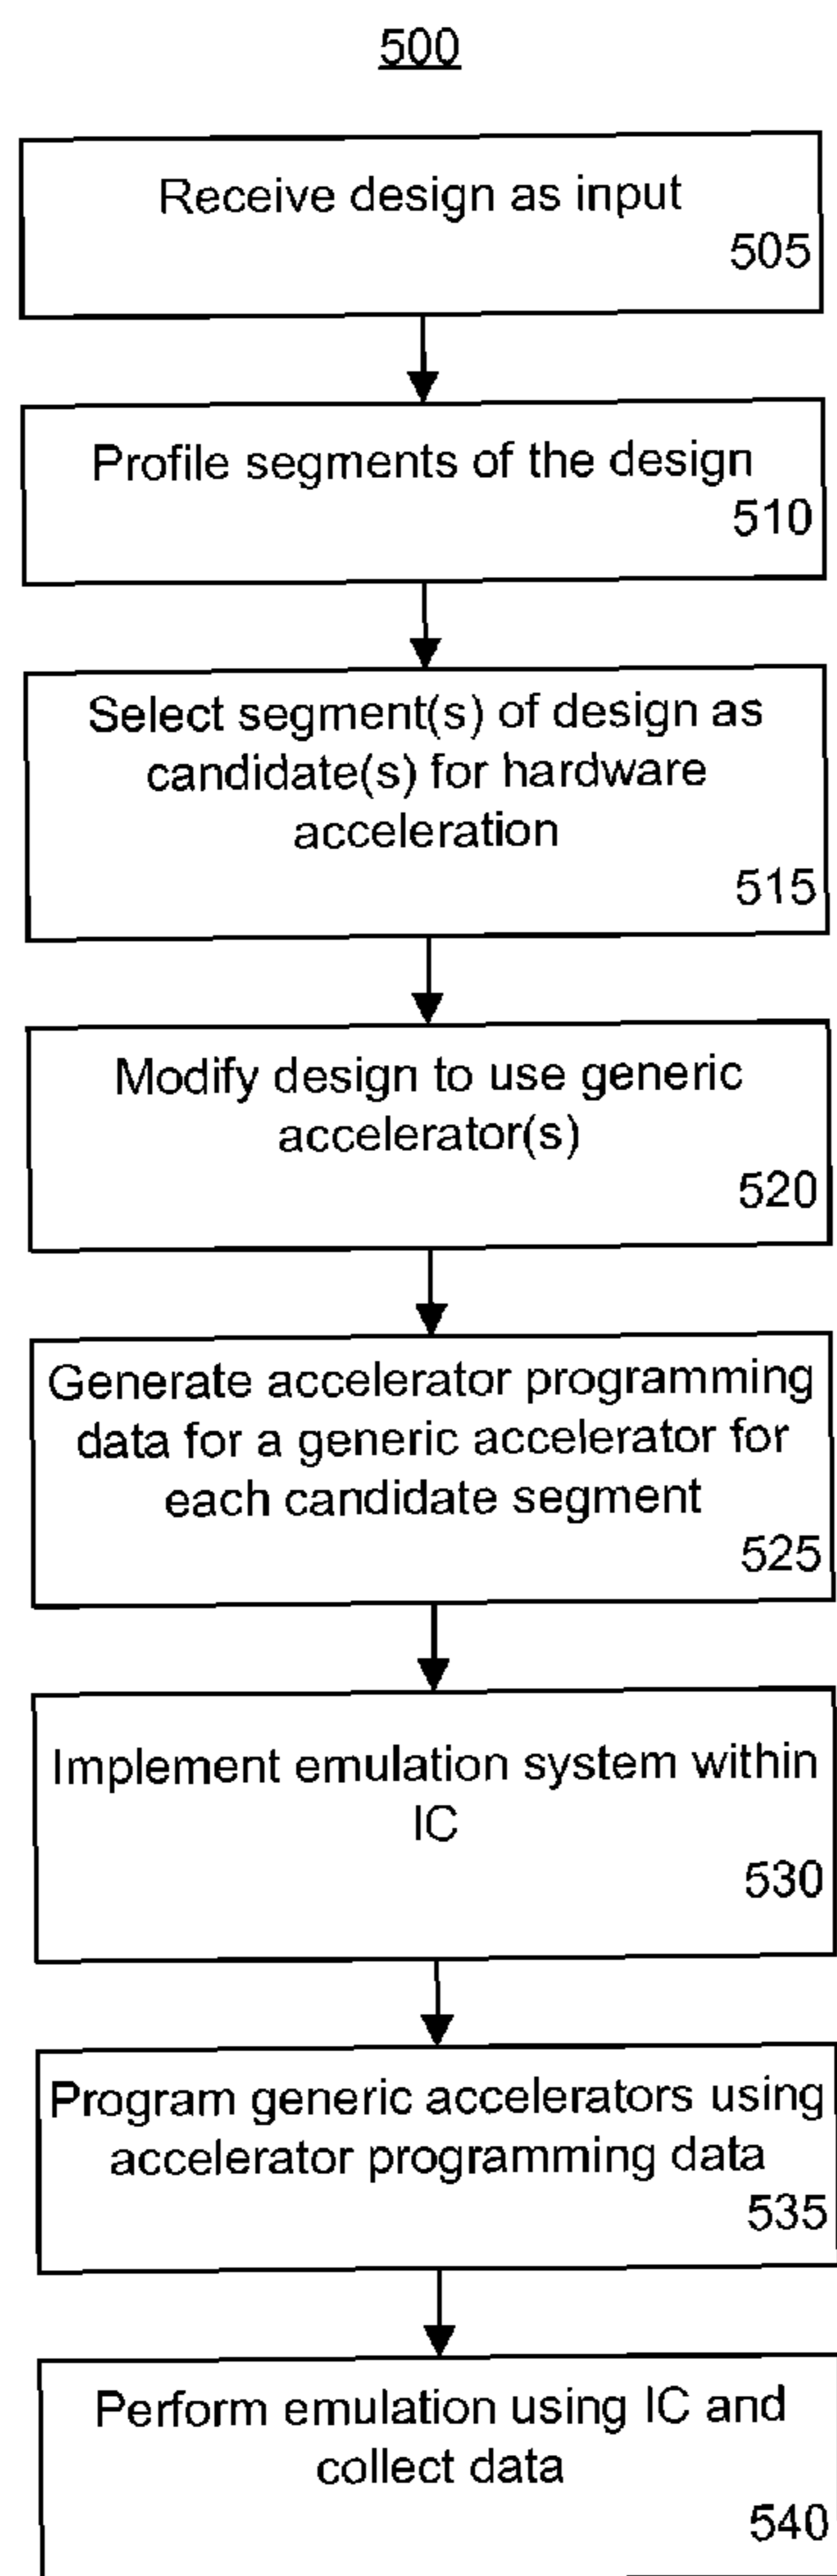 500
Receive design as input
505
Profile segments of the design
510
Select segment(s) of design as
candidate(s) for hardware
acceleration
515
Modify design to use generic
accelerator(s)
520
Generate accelerator programming
data for a generic accelerator for
each candidate segment
525
Implement emulation system within
IC
530
Program generic accelerators using
accelerator programming data
535
Perform emulation using IC and
collect data
540